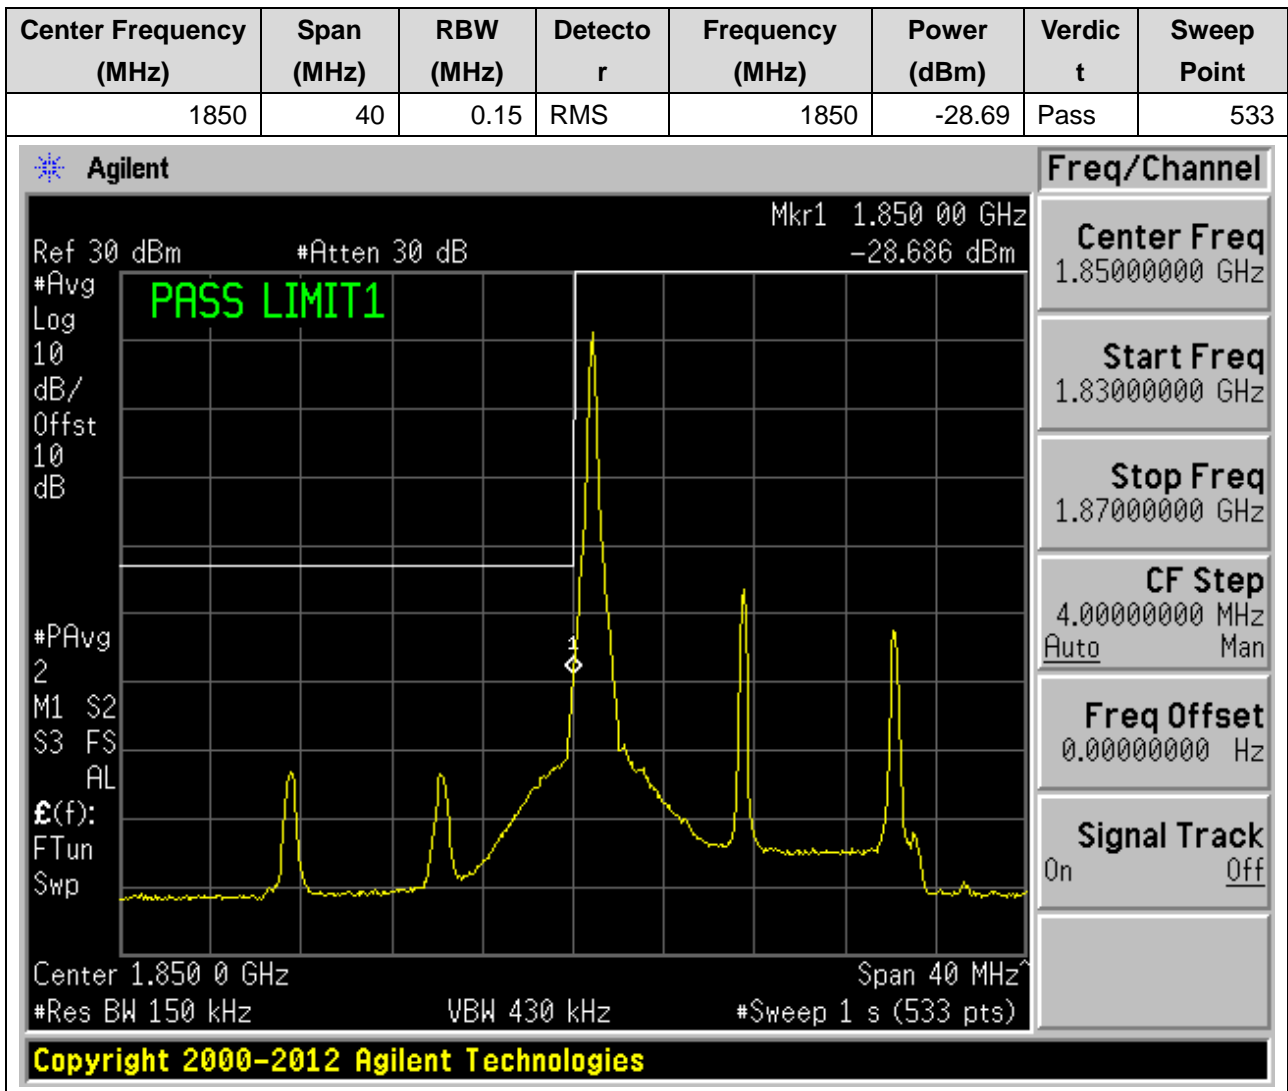 Center Frequency (MHz) Span (MHz) RBW (MHz) Detecto r Frequency (MHz) Power (dBm) Verdic t Sweep Point
1850 40 0.15 RMS 1850 -28.69 Pass 533
Agilent
Freq/Channel
Mkr1 1.850 00 GHz
Ref 30 dBm #Atten 30 dB -28.686 dBm
#Avg
Log
10
dB/
Offst
10
dB
PASS LIMIT1
#PAvg
2
M1 S2
S3 FS
AL
£(f):
FTun
Swp
1
Center 1.850 0 GHz Span 40 MHz^
#Res BW 150 kHz VBW 430 kHz #Sweep 1 s (533 pts)
Center Freq
1.85000000 GHz
Start Freq
1.83000000 GHz
Stop Freq
1.87000000 GHz
CF Step
4.00000000 MHz
Auto Man
Freq Offset
0.00000000 Hz
Signal Track
On Off
Copyright 2000-2012 Agilent Technologies